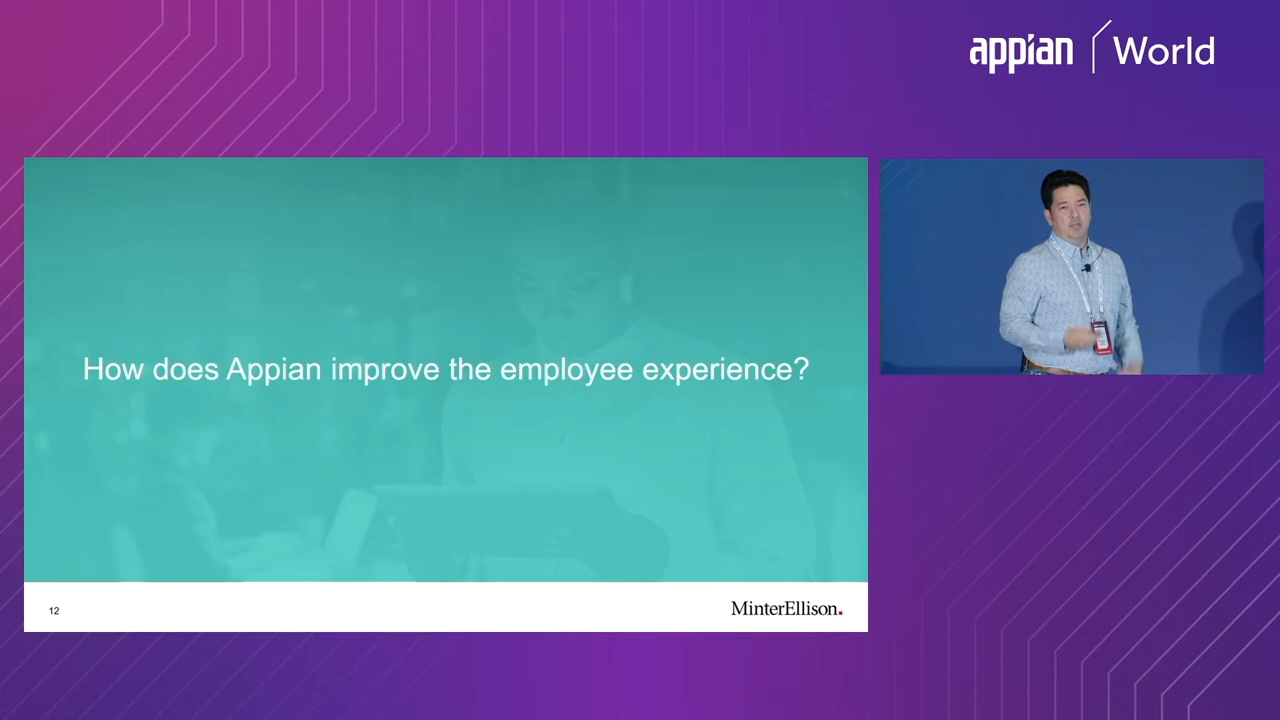 appian World
How does Appian improve the employee experience?
12
MinterEllison.